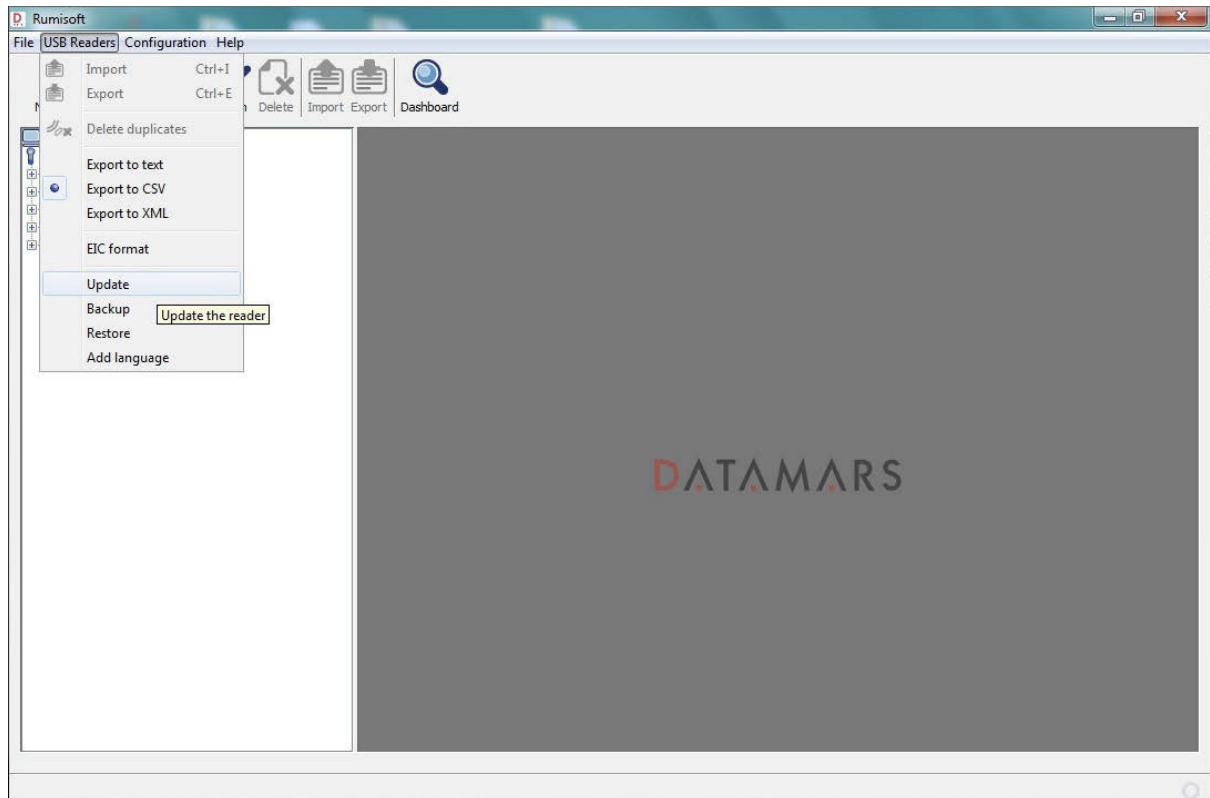 Rumisoft
File USB Readers Configuration Help
Import Ctrl+I
Export Ctrl+E
Delete duplicates
Export to text
Export to CSV
Export to XML
EIC format
Update
Update the reader
Backup
Restore
Add language
Delete Import Export Dashboard
DATAMARS